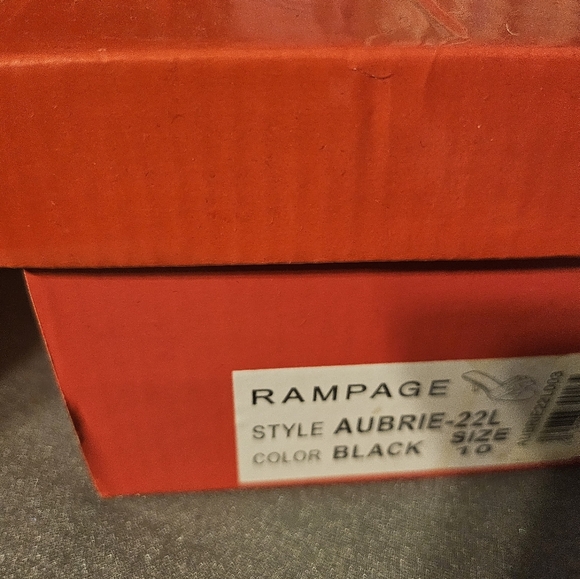 RAMPAGE
STYLE AUBRIE-22L
COLOR BLACK
SIZE
10